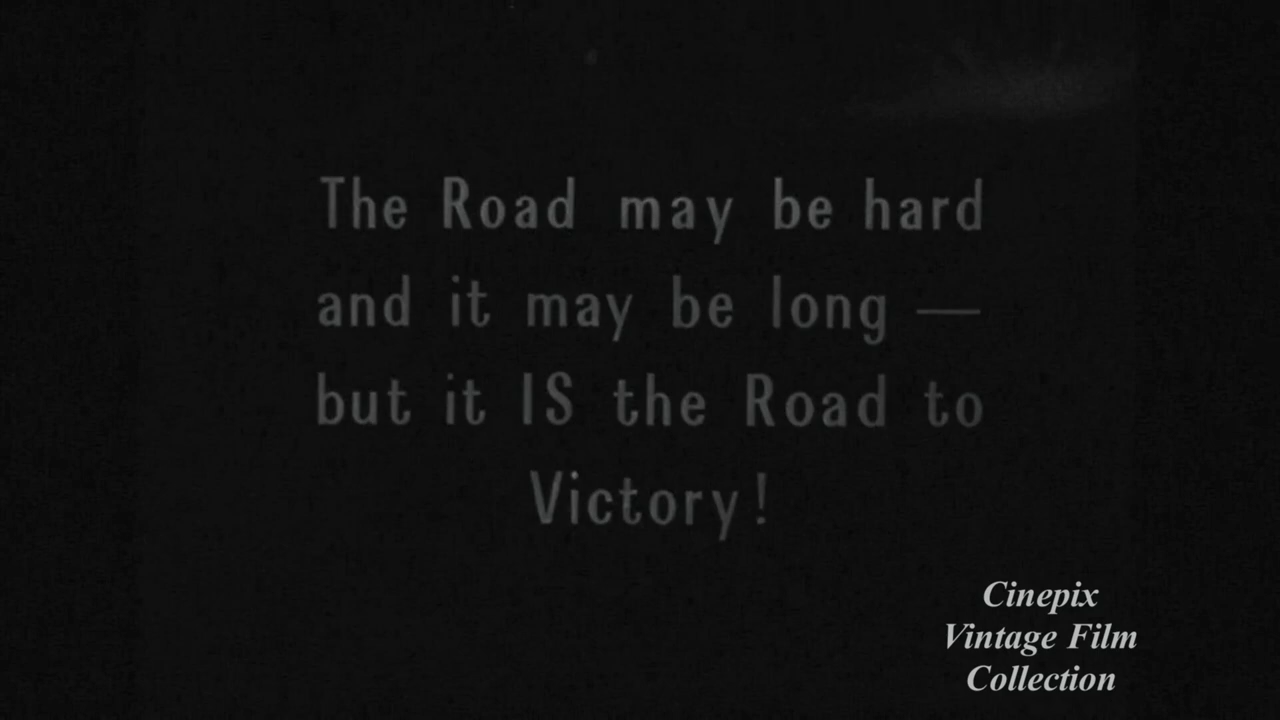 The Road may be hard
and it may be long —
but it IS the Road to
Victory!
Cinepix
Vintage Film
Collection